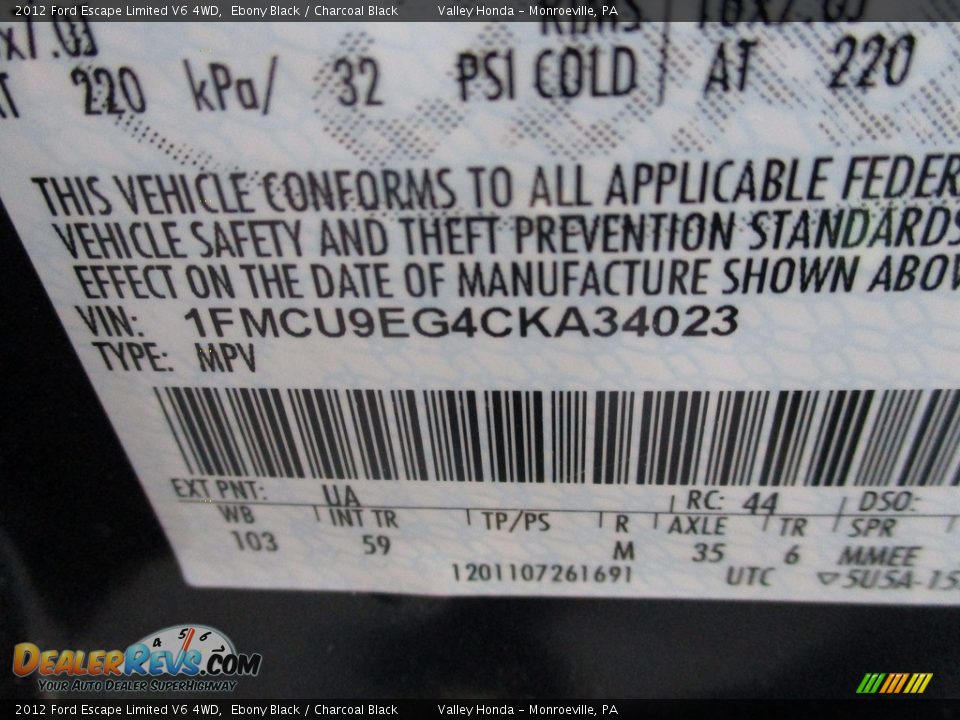 2012 Ford Escape Limited V6 4WD, Ebony Black / Charcoal Black Valley Honda – Monroeville, PA
220 kPa/ 32 PSI COLD AT 220
THIS VEHICLE CONFORMS TO ALL APPLICABLE FEDER
VEHICLE SAFETY AND THEFT PREVENTION STANDARDS
EFFECT ON THE DATE OF MANUFACTURE SHOWN ABOV
VIN: 1FMCU9EG4CKA34023
TYPE: MPV
EXT PNT: UA RC: 44 DSO:
WB INT TR TP/PS R AXLE TR SPR
103 59 M 35 6 MMEE
1201107261691 UTC ▽5U5A-15
DEALERREVS.COM
YOUR AUTO DEALER SUPERHIGHWAY
2012 Ford Escape Limited V6 4WD, Ebony Black / Charcoal Black Valley Honda – Monroeville, PA